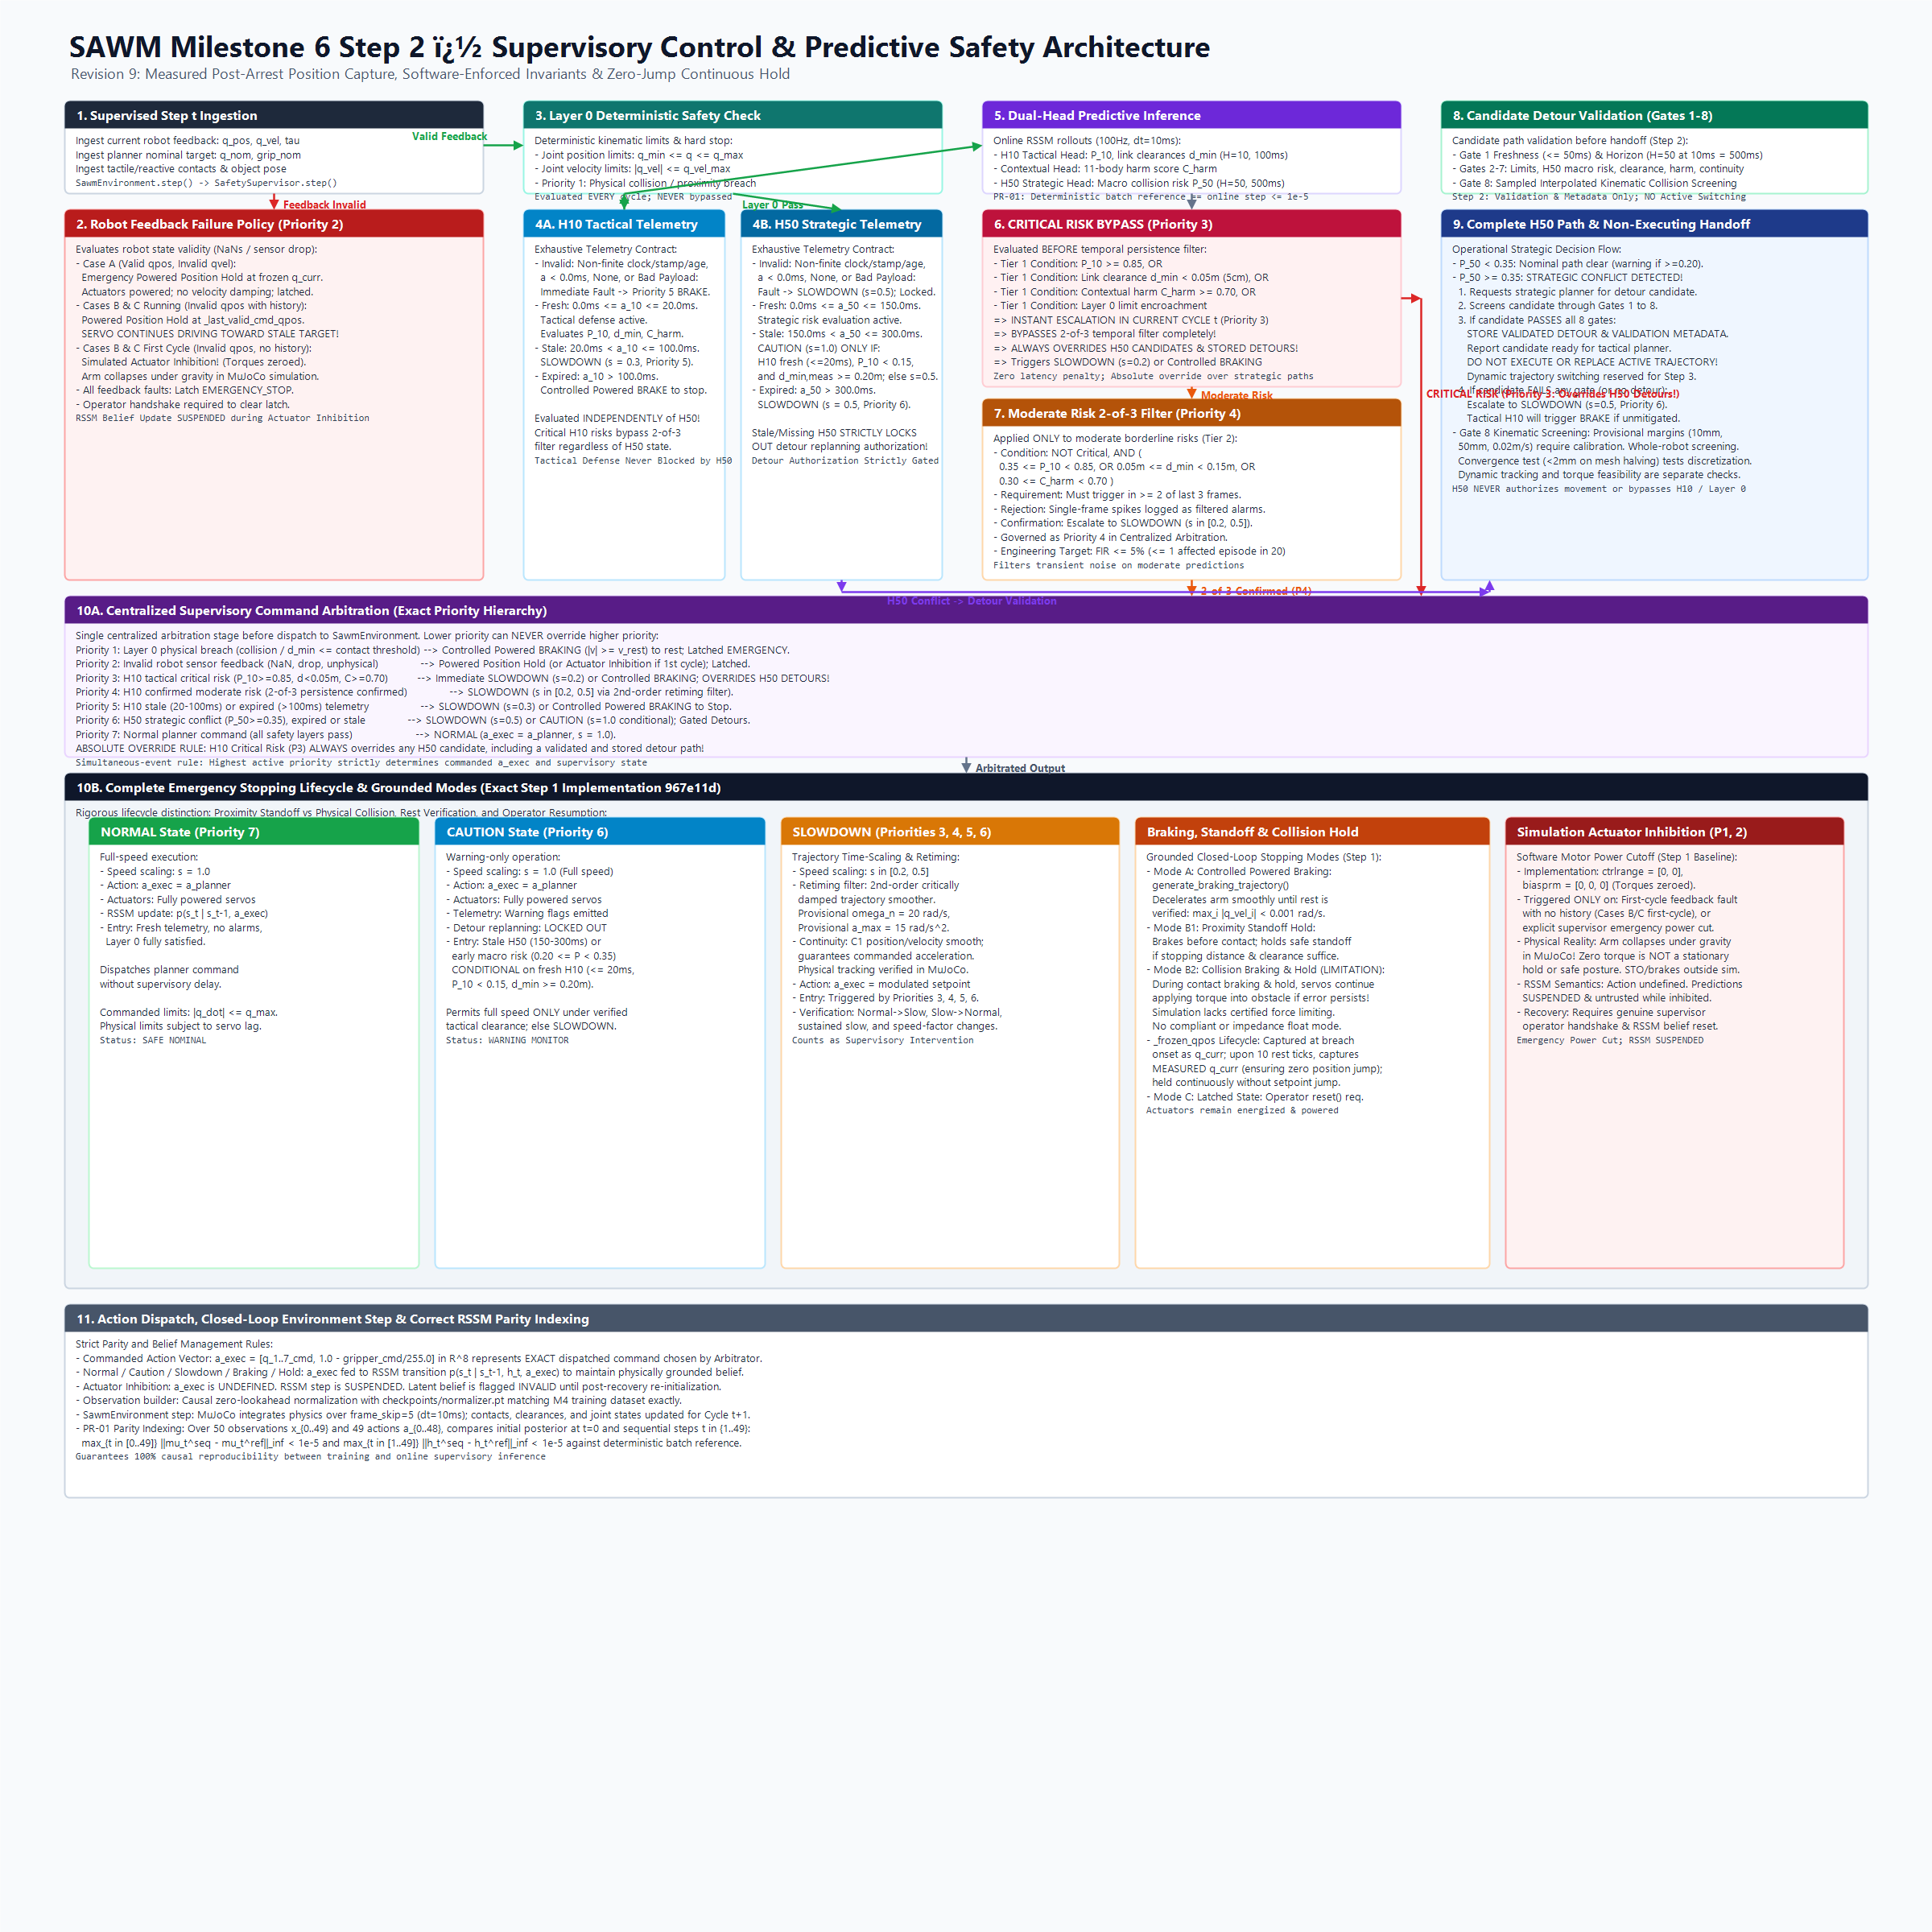 SAWM Milestone 6 Step 2 ï¿½ Supervisory Control & Predictive Safety Architecture
Revision 9: Measured Post-Arrest Position Capture, Software-Enforced Invariants & Zero-Jump Continuous Hold
1. Supervised Step t Ingestion
Ingest current robot feedback: q_pos, q_vel, tau
Ingest planner nominal target: q_nom, grip_nom
Ingest tactile/reactive contacts & object pose
SawmEnvironment.step() -> SafetySupervisor.step()
Valid Feedback
Feedback Invalid
2. Robot Feedback Failure Policy (Priority 2)
Evaluates robot state validity (NaNs / sensor drop):
- Case A (Valid qpos, Invalid qvel):
Emergency Powered Position Hold at frozen q_curr.
Actuators powered; no velocity damping; latched.
- Cases B & C Running (Invalid qpos with history):
Powered Position Hold at _last_valid_cmd_qpos.
SERVO CONTINUES DRIVING TOWARD STALE TARGET!
- Cases B & C First Cycle (Invalid qpos, no history):
Simulated Actuator Inhibition! (Torques zeroed).
Arm collapses under gravity in MuJoCo simulation.
- All feedback faults: Latch EMERGENCY_STOP.
- Operator handshake required to clear latch.
RSSM Belief Update SUSPENDED during Actuator Inhibition
3. Layer 0 Deterministic Safety Check
Deterministic kinematic limits & hard stop:
- Joint position limits: q_min <= q <= q_max
- Joint velocity limits: |q_vel| <= q_vel_max
- Priority 1: Physical collision / proximity breach
Evaluated EVERY cycle; NEVER bypassed
Layer 0 Pass
4A. H10 Tactical Telemetry
Exhaustive Telemetry Contract:
- Invalid: Non-finite clock/stamp/age,
a < 0.0ms, None, or Bad Payload:
Immediate Fault -> Priority 5 BRAKE.
- Fresh: 0.0ms <= a_10 <= 20.0ms.
Tactical defense active.
Evaluates P_10, d_min, C_harm.
- Stale: 20.0ms < a_10 <= 100.0ms.
SLOWDOWN (s = 0.3, Priority 5).
- Expired: a_10 > 100.0ms.
Controlled Powered BRAKE to stop.
Evaluated INDEPENDENTLY of H50!
Critical H10 risks bypass 2-of-3
filter regardless of H50 state.
Tactical Defense Never Blocked by H50
4B. H50 Strategic Telemetry
Exhaustive Telemetry Contract:
- Invalid: Non-finite clock/stamp/age,
a < 0.0ms, None, or Bad Payload:
Fault -> SLOWDOWN (s=0.5); Locked.
- Fresh: 0.0ms <= a_50 <= 150.0ms.
Strategic risk evaluation active.
- Stale: 150.0ms < a_50 <= 300.0ms.
CAUTION (s=1.0) ONLY IF:
H10 fresh (<=20ms), P_10 < 0.15,
and d_min,meas >= 0.20m; else s=0.5.
- Expired: a_50 > 300.0ms.
SLOWDOWN (s = 0.5, Priority 6).
Stale/Missing H50 STRICTLY LOCKS
OUT detour replanning authorization!
Detour Authorization Strictly Gated
5. Dual-Head Predictive Inference
Online RSSM rollouts (100Hz, dt=10ms):
- H10 Tactical Head: P_10, link clearances d_min (H=10, 100ms)
- Contextual Head: 11-body harm score C_harm
- H50 Strategic Head: Macro collision risk P_50 (H=50, 500ms)
PR-01: Deterministic batch reference == online step <= 1e-5
6. CRITICAL RISK BYPASS (Priority 3)
Evaluated BEFORE temporal persistence filter:
- Tier 1 Condition: P_10 >= 0.85, OR
- Tier 1 Condition: Link clearance d_min < 0.05m (5cm), OR
- Tier 1 Condition: Contextual harm C_harm >= 0.70, OR
- Tier 1 Condition: Layer 0 limit encroachment
=> INSTANT ESCALATION IN CURRENT CYCLE t (Priority 3)
=> BYPASSES 2-of-3 temporal filter completely!
=> ALWAYS OVERRIDES H50 CANDIDATES & STORED DETOURS!
=> Triggers SLOWDOWN (s=0.2) or Controlled BRAKING
Zero latency penalty; Absolute override over strategic paths
Moderate Risk
7. Moderate Risk 2-of-3 Filter (Priority 4)
Applied ONLY to moderate borderline risks (Tier 2):
- Condition: NOT Critical, AND (
0.35 <= P_10 < 0.85, OR 0.05m <= d_min < 0.15m, OR
0.30 <= C_harm < 0.70 )
- Requirement: Must trigger in >= 2 of last 3 frames.
- Rejection: Single-frame spikes logged as filtered alarms.
- Confirmation: Escalate to SLOWDOWN (s in [0.2, 0.5]).
- Governed as Priority 4 in Centralized Arbitration.
- Engineering Target: FIR <= 5% (<= 1 affected episode in 20)
Filters transient noise on moderate predictions
2-of-3 Confirmed (P4)
8. Candidate Detour Validation (Gates 1-8)
Candidate path validation before handoff (Step 2):
- Gate 1 Freshness (<= 50ms) & Horizon (H=50 at 10ms = 500ms)
- Gates 2-7: Limits, H50 macro risk, clearance, harm, continuity
- Gate 8: Sampled Interpolated Kinematic Collision Screening
Step 2: Validation & Metadata Only; NO Active Switching
9. Complete H50 Path & Non-Executing Handoff
Operational Strategic Decision Flow:
- P_50 < 0.35: Nominal path clear (warning if >=0.20).
- P_50 >= 0.35: STRATEGIC CONFLICT DETECTED!
1. Requests strategic planner for detour candidate.
2. Screens candidate through Gates 1 to 8.
3. If candidate PASSES all 8 gates:
STORE VALIDATED DETOUR & VALIDATION METADATA.
Report candidate ready for tactical planner.
DO NOT EXECUTE OR REPLACE ACTIVE TRAJECTORY!
Dynamic trajectory switching reserved for Step 3.
4. If candidate FAILS any gate (or no detour):
CRITICAL RISK (Priority 3: Overrides H50 Detours!)
Escalate to SLOWDOWN (s=0.5, Priority 6).
Tactical H10 will trigger BRAKE if unmitigated.
- Gate 8 Kinematic Screening: Provisional margins (10mm,
50mm, 0.02m/s) require calibration. Whole-robot screening.
Convergence test (<2mm on mesh halving) tests discretization.
Dynamic tracking and torque feasibility are separate checks.
H50 NEVER authorizes movement or bypasses H10 / Layer 0
H50 Conflict -> Detour Validation
10A. Centralized Supervisory Command Arbitration (Exact Priority Hierarchy)
Single centralized arbitration stage before dispatch to SawmEnvironment. Lower priority can NEVER override higher priority:
Priority 1: Layer 0 physical breach (collision / d_min <= contact threshold) --> Controlled Powered BRAKING (|v| >= v_rest) to rest; Latched EMERGENCY.
Priority 2: Invalid robot sensor feedback (NaN, drop, unphysical) --> Powered Position Hold (or Actuator Inhibition if 1st cycle); Latched.
Priority 3: H10 tactical critical risk (P_10>=0.85, d<0.05m, C>=0.70) --> Immediate SLOWDOWN (s=0.2) or Controlled BRAKING; OVERRIDES H50 DETOURS!
Priority 4: H10 confirmed moderate risk (2-of-3 persistence confirmed) --> SLOWDOWN (s in [0.2, 0.5] via 2nd-order retiming filter).
Priority 5: H10 stale (20-100ms) or expired (>100ms) telemetry --> SLOWDOWN (s=0.3) or Controlled Powered BRAKING to Stop.
Priority 6: H50 strategic conflict (P_50>=0.35), expired or stale --> SLOWDOWN (s=0.5) or CAUTION (s=1.0 conditional); Gated Detours.
Priority 7: Normal planner command (all safety layers pass) --> NORMAL (a_exec = a_planner, s = 1.0).
ABSOLUTE OVERRIDE RULE: H10 Critical Risk (P3) ALWAYS overrides any H50 candidate, including a validated and stored detour path!
Simultaneous-event rule: Highest active priority strictly determines commanded a_exec and supervisory state
Arbitrated Output
10B. Complete Emergency Stopping Lifecycle & Grounded Modes (Exact Step 1 Implementation 967e11d)
Rigorous lifecycle distinction: Proximity Standoff vs Physical Collision, Rest Verification, and Operator Resumption:
NORMAL State (Priority 7)
Full-speed execution:
- Speed scaling: s = 1.0
- Action: a_exec = a_planner
- Actuators: Fully powered servos
- RSSM update: p(s_t | s_t-1, a_exec)
- Entry: Fresh telemetry, no alarms,
Layer 0 fully satisfied.
Dispatches planner command
without supervisory delay.
Commanded limits: |q_dot| <= q_max.
Physical limits subject to servo lag.
Status: SAFE NOMINAL
CAUTION State (Priority 6)
Warning-only operation:
- Speed scaling: s = 1.0 (Full speed)
- Action: a_exec = a_planner
- Actuators: Fully powered servos
- Telemetry: Warning flags emitted
- Detour replanning: LOCKED OUT
- Entry: Stale H50 (150-300ms) or
early macro risk (0.20 <= P < 0.35)
CONDITIONAL on fresh H10 (<= 20ms,
P_10 < 0.15, d_min >= 0.20m).
Permits full speed ONLY under verified
tactical clearance; else SLOWDOWN.
Status: WARNING MONITOR
SLOWDOWN (Priorities 3, 4, 5, 6)
Trajectory Time-Scaling & Retiming:
- Speed scaling: s in [0.2, 0.5]
- Retiming filter: 2nd-order critically
damped trajectory smoother.
Provisional omega_n = 20 rad/s,
Provisional a_max = 15 rad/s^2.
- Continuity: C1 position/velocity smooth;
guarantees commanded acceleration.
Physical tracking verified in MuJoCo.
- Action: a_exec = modulated setpoint
- Entry: Triggered by Priorities 3, 4, 5, 6.
- Verification: Normal->Slow, Slow->Normal,
sustained slow, and speed-factor changes.
Counts as Supervisory Intervention
Braking, Standoff & Collision Hold
Grounded Closed-Loop Stopping Modes (Step 1):
- Mode A: Controlled Powered Braking:
generate_braking_trajectory()
Decelerates arm smoothly until rest is
verified: max_i |q_vel_i| < 0.001 rad/s.
- Mode B1: Proximity Standoff Hold:
Brakes before contact; holds safe standoff
if stopping distance & clearance suffice.
- Mode B2: Collision Braking & Hold (LIMITATION):
During contact braking & hold, servos continue
applying torque into obstacle if error persists!
Simulation lacks certified force limiting.
No compliant or impedance float mode.
- _frozen_qpos Lifecycle: Captured at breach
onset as q_curr; upon 10 rest ticks, captures
MEASURED q_curr (ensuring zero position jump);
held continuously without setpoint jump.
- Mode C: Latched State: Operator reset() req.
Actuators remain energized & powered
Simulation Actuator Inhibition (P1, 2)
Software Motor Power Cutoff (Step 1 Baseline):
- Implementation: ctrlrange = [0, 0],
biasprm = [0, 0, 0] (Torques zeroed).
- Triggered ONLY on: First-cycle feedback fault
with no history (Cases B/C first-cycle), or
explicit supervisor emergency power cut.
- Physical Reality: Arm collapses under gravity
in MuJoCo! Zero torque is NOT a stationary
hold or safe posture. STO/brakes outside sim.
- RSSM Semantics: Action undefined. Predictions
SUSPENDED & untrusted while inhibited.
- Recovery: Requires genuine supervisor
operator handshake & RSSM belief reset.
Emergency Power Cut; RSSM SUSPENDED
11. Action Dispatch, Closed-Loop Environment Step & Correct RSSM Parity Indexing
Strict Parity and Belief Management Rules:
- Commanded Action Vector: a_exec = [q_1..7_cmd, 1.0 - gripper_cmd/255.0] in R^8 represents EXACT dispatched command chosen by Arbitrator.
- Normal / Caution / Slowdown / Braking / Hold: a_exec fed to RSSM transition p(s_t | s_t-1, h_t, a_exec) to maintain physically grounded belief.
- Actuator Inhibition: a_exec is UNDEFINED. RSSM step is SUSPENDED. Latent belief is flagged INVALID until post-recovery re-initialization.
- Observation builder: Causal zero-lookahead normalization with checkpoints/normalizer.pt matching M4 training dataset exactly.
- SawmEnvironment step: MuJoCo integrates physics over frame_skip=5 (dt=10ms); contacts, clearances, and joint states updated for Cycle t+1.
- PR-01 Parity Indexing: Over 50 observations x_{0..49} and 49 actions a_{0..48}, compares initial posterior at t=0 and sequential steps t in {1..49}:
max_{t in [0..49]} ||mu_t^seq - mu_t^ref||_inf < 1e-5 and max_{t in [1..49]} ||h_t^seq - h_t^ref||_inf < 1e-5 against deterministic batch reference.
Guarantees 100% causal reproducibility between training and online supervisory inference